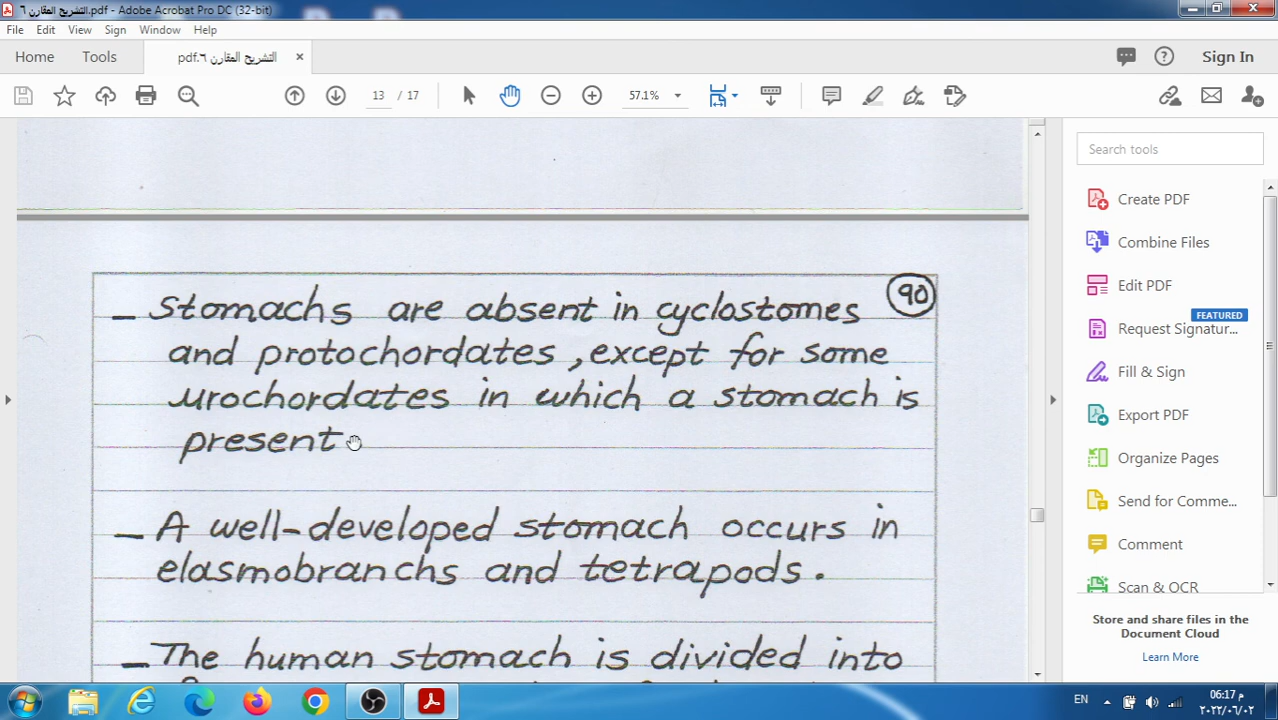 التشريح المقارن ٦.pdf - Adobe Acrobat Pro DC (32-bit)
File Edit View Sign Window Help
Home Tools التشريح المقارن ٦.pdf × Sign In
13 / 17 57.1%
Search tools
Create PDF
Combine Files
Edit PDF
FEATURED
Request Signatur...
Fill & Sign
Export PDF
Organize Pages
Send for Comme...
Comment
Scan & OCR
Store and share files in the
Document Cloud
Learn More
90
– Stomachs are absent in cyclostomes
and protochordates, except for some
urochordates in which a stomach is
present
– A well-developed stomach occurs in
elasmobranchs and tetrapods.
– The human stomach is divided into
EN
06:17 م
٢٠٢٢/٠٦/٠٢